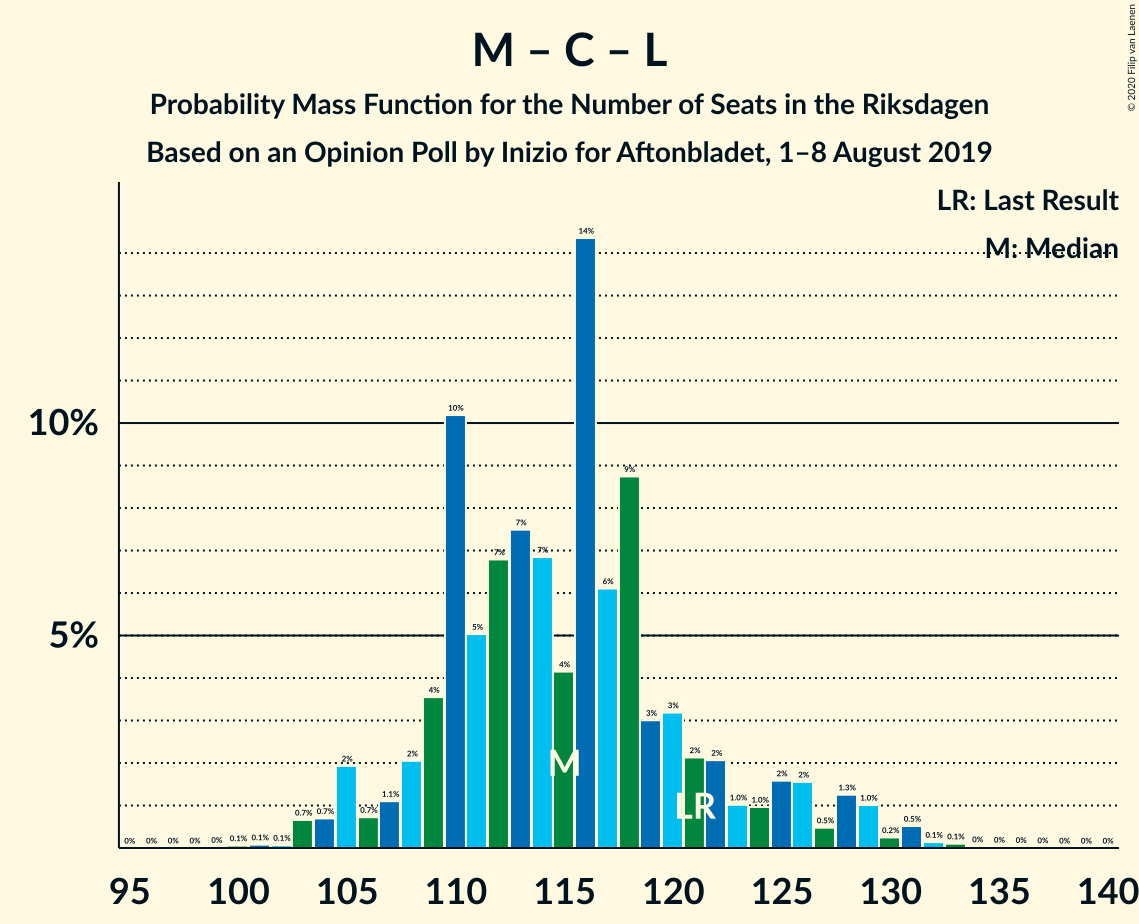 M – C – L
Probability Mass Function for the Number of Seats in the Riksdagen
Based on an Opinion Poll by Inizio for Aftonbladet, 1–8 August 2019
© 2020 Filip van Laenen
LR: Last Result
M: Median
10%
5%
0% 0% 0% 0% 0% 0.1% 0.1% 0.1% 0.7% 0.7% 2% 0.7% 1.1% 2% 4% 10% 5% 7% 7% 7% 4% 14% 6% 9% 3% 3% 2% 2% 1.0% 1.0% 2% 2% 0.5% 1.3% 1.0% 0.2% 0.5% 0.1% 0.1% 0% 0% 0% 0% 0% 0% 0%
M
LR
95 100 105 110 115 120 125 130 135 140